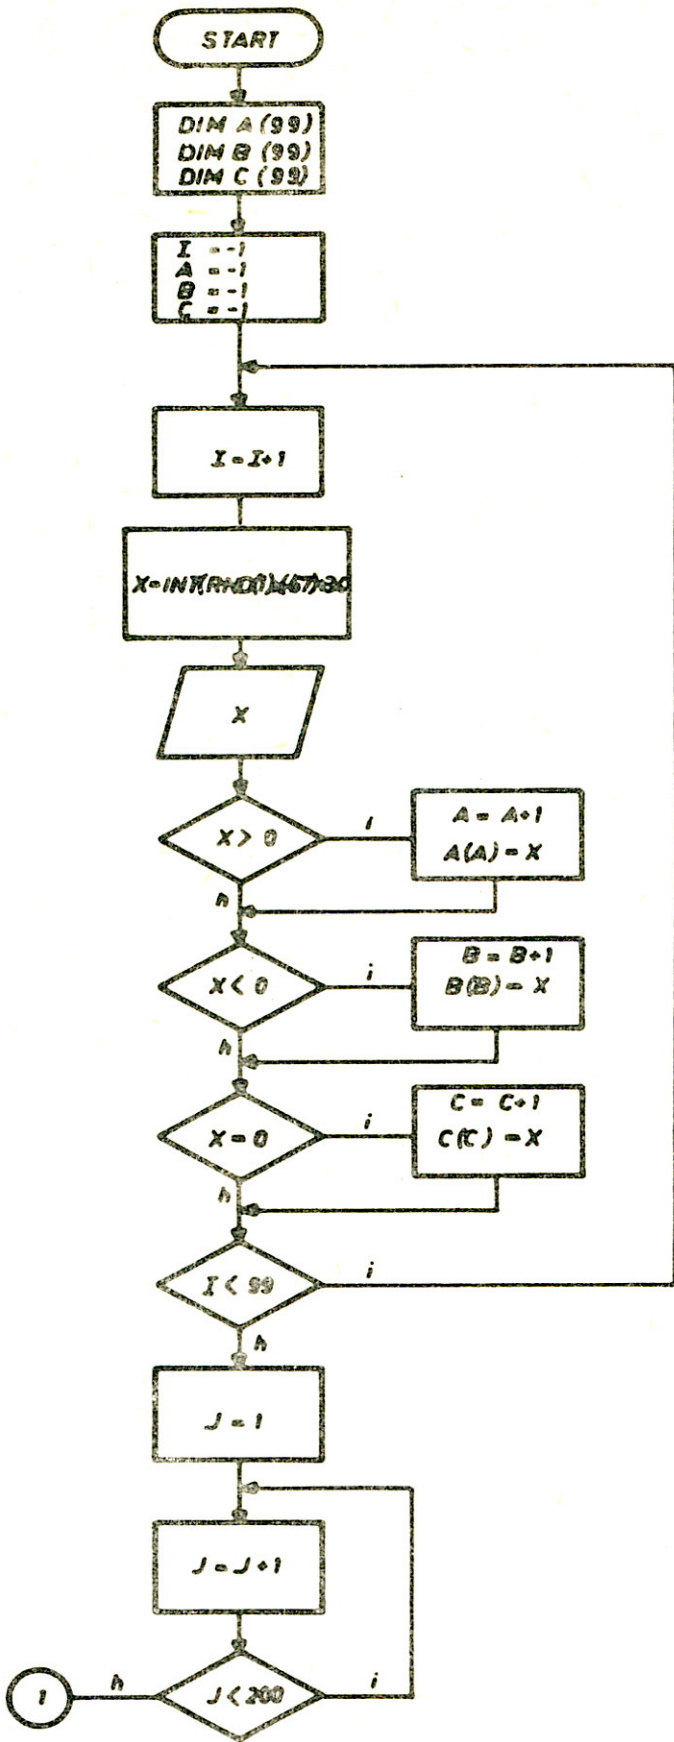 START
DIM A (99)
DIM B (99)
DIM C (99)
I = -1
A = -1
B = -1
C = -1
I = I+1
X
X > 0
i
A = A+1
A(A) = X
h
X < 0
i
B = B+1
B(B) = X
h
X = 0
i
C = C+1
C(C) = X
h
I < 99
i
h
J = 1
J = J+1
J < 200
i
h
1